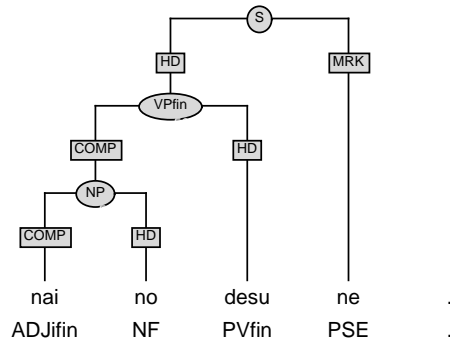 S
HD MRK
VPfin
COMP HD
NP
COMP HD
nai no desu ne .
ADJifin NF PVfin PSE .